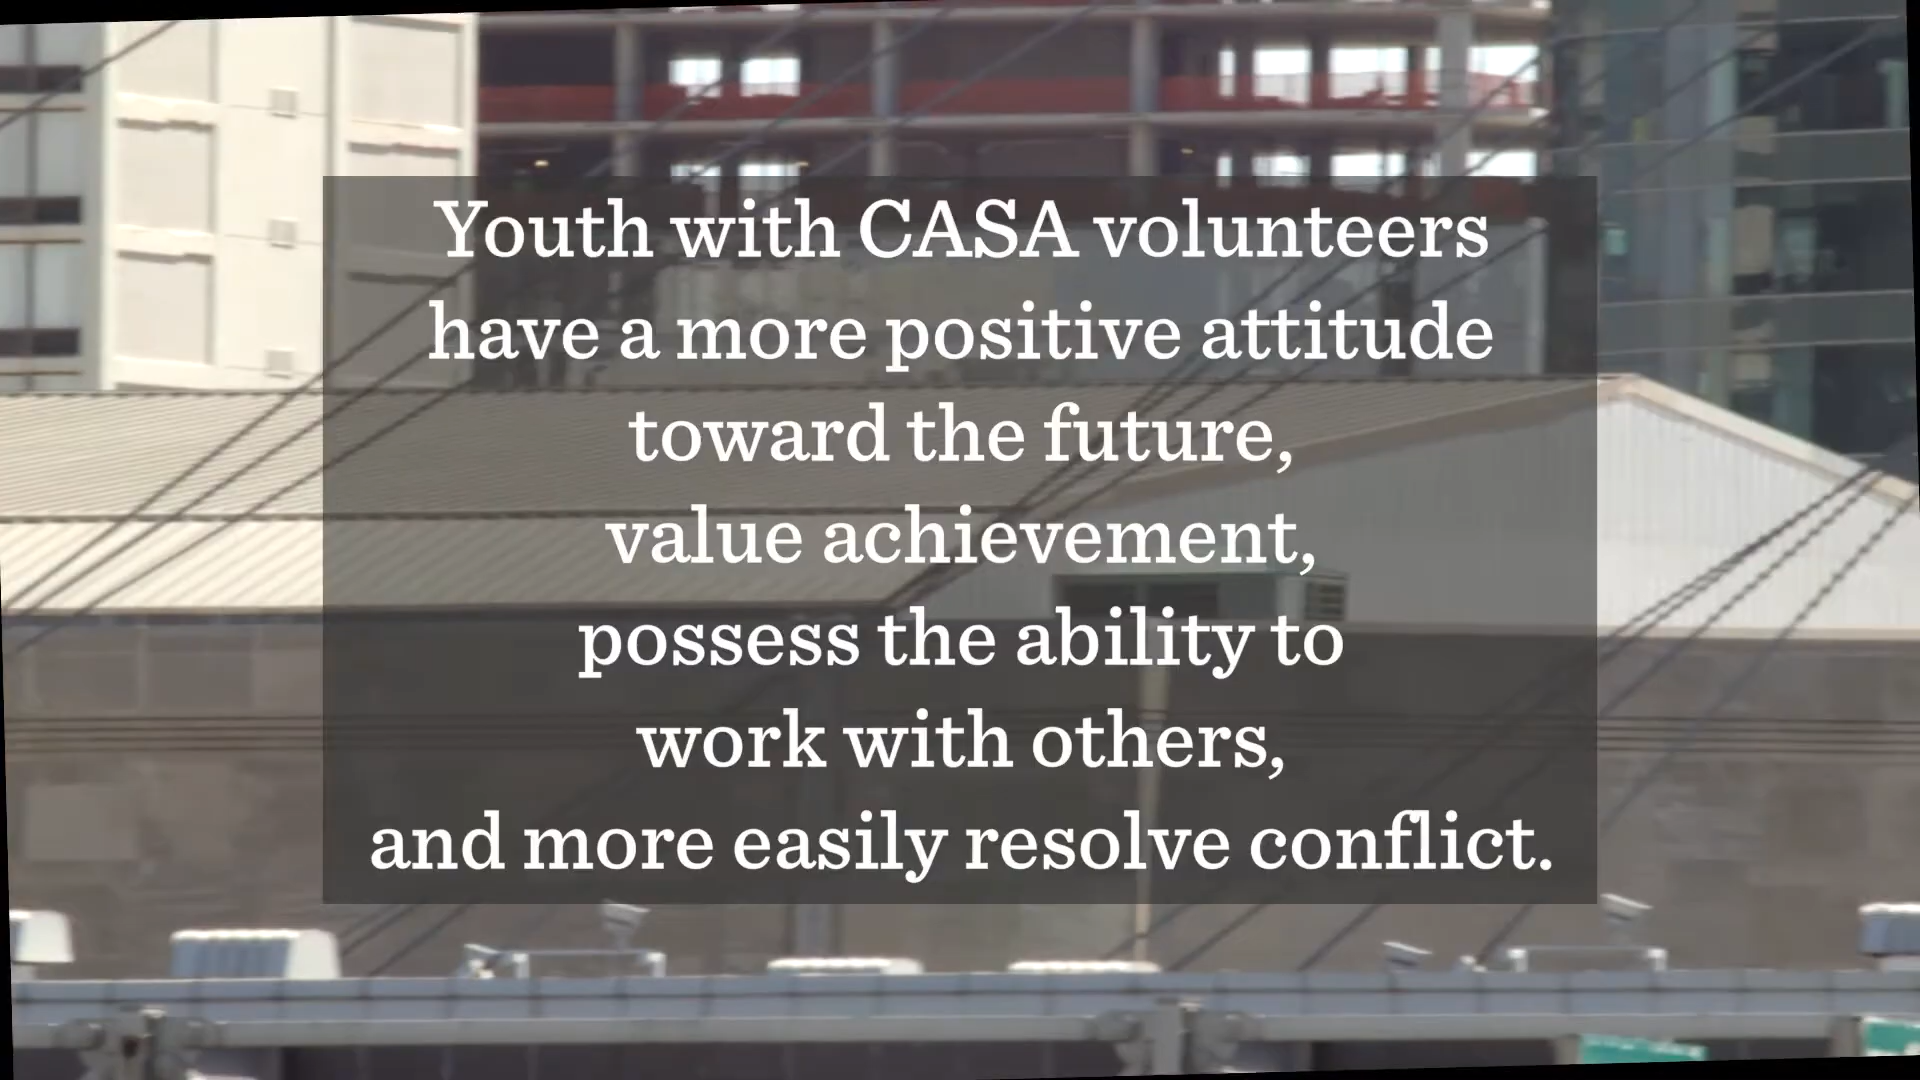 Youth with CASA volunteers
have a more positive attitude
toward the future,
value achievement,
possess the ability to
work with others,
and more easily resolve conflict.